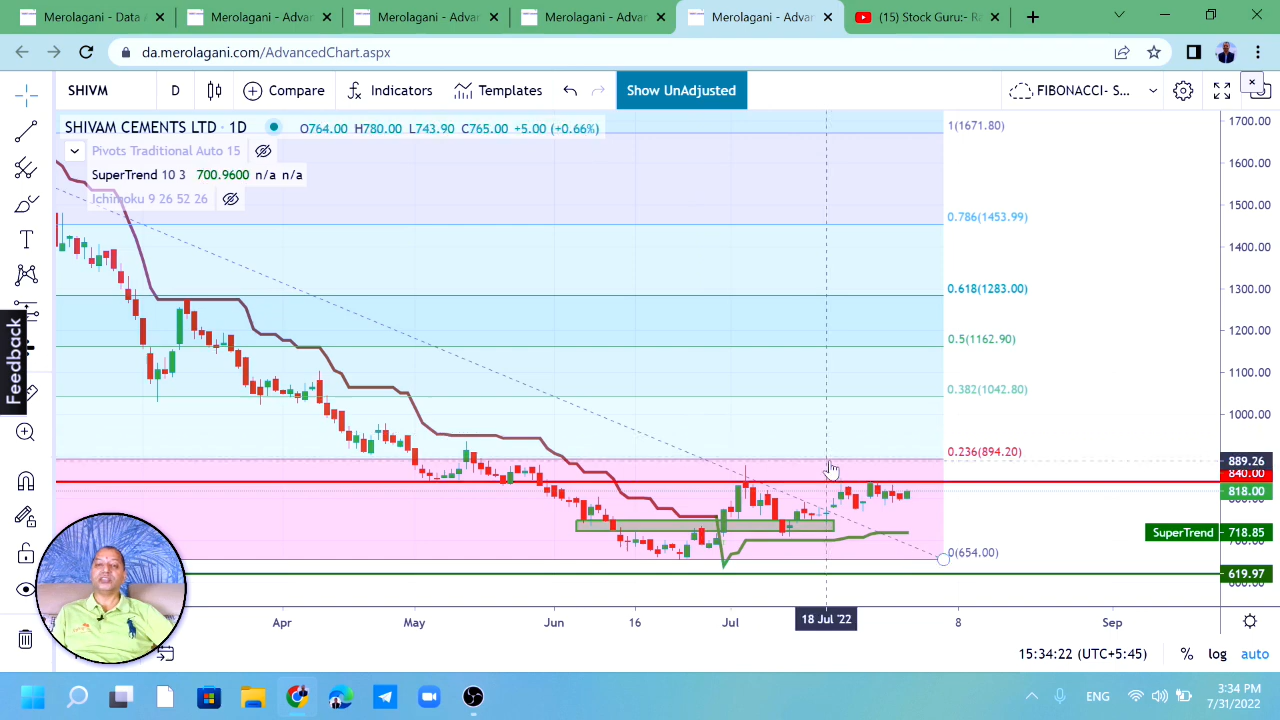 Merolagani - Data
Merolagani - Advar
Merolagani - Advar
Merolagani - Advar
Merolagani - Advar
(15) Stock Guru:- Ra
da.merolagani.com/AdvancedChart.aspx
SHIVM
D
Compare
Indicators
Templates
Show UnAdjusted
FIBONACCI- S...
SHIVAM CEMENTS LTD · 1D
O764.00 H780.00 L743.90 C765.00 +5.00 (+0.66%)
Pivots Traditional Auto 15
SuperTrend 10 3 700.9600 n/a n/a
Ichimoku 9 26 52 26
1(1671.80)
0.786(1453.99)
0.618(1283.00)
0.5(1162.90)
0.382(1042.80)
0.236(894.20)
0(654.00)
1700.00
1600.00
1500.00
1400.00
1300.00
1200.00
1100.00
1000.00
889.26
840.00
818.00
SuperTrend 718.85
619.97
Feedback
Apr
May
Jun
16
Jul
18 Jul '22
8
Sep
15:34:22 (UTC+5:45)
%
log
auto
ENG
3:34 PM
7/31/2022